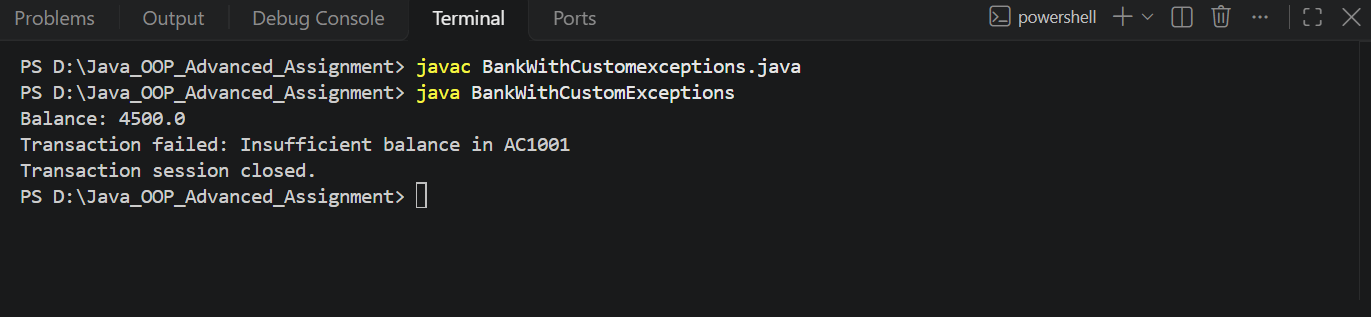 Problems Output Debug Console Terminal Ports powershell
PS D:\Java_OOP_Advanced_Assignment> javac BankWithCustomexceptions.java
PS D:\Java_OOP_Advanced_Assignment> java BankWithCustomExceptions
Balance: 4500.0
Transaction failed: Insufficient balance in AC1001
Transaction session closed.
PS D:\Java_OOP_Advanced_Assignment>